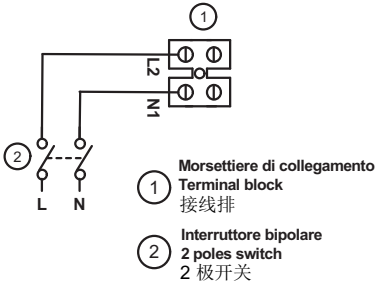 1
L2
N1
2
L N
1
Morsettiere di collegamento
Terminal block
接线排
2
Interruttore bipolare
2 poles switch
2 极开关